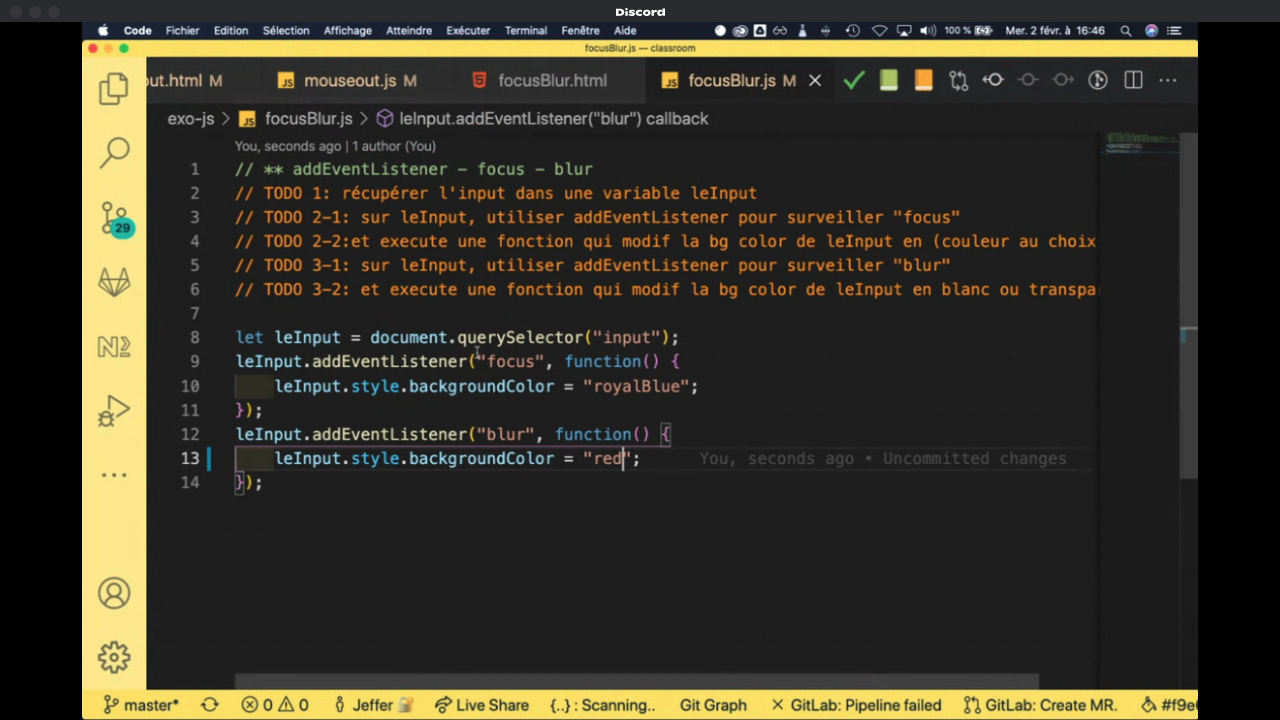 Discord
Code Fichier Edition Sélection Affichage Atteindre Exécuter Terminal Fenêtre Aide 100 % Mer. 2 févr. à 16:46
focusBlur.js — classroom
out.html M mouseout.js M focusBlur.html focusBlur.js M
exo-js > JS focusBlur.js > leInput.addEventListener("blur") callback
You, seconds ago | 1 author (You)
1 // ** addEventListener - focus - blur
2 // TODO 1: récupérer l'input dans une variable leInput
3 // TODO 2-1: sur leInput, utiliser addEventListener pour surveiller "focus"
4 // TODO 2-2:et execute une fonction qui modif la bg color de leInput en (couleur au choix
5 // TODO 3-1: sur leInput, utiliser addEventListener pour surveiller "blur"
6 // TODO 3-2: et execute une fonction qui modif la bg color de leInput en blanc ou transpa
7
8 let leInput = document.querySelector("input");
9 leInput.addEventListener("focus", function() {
10 leInput.style.backgroundColor = "royalBlue";
11 });
12 leInput.addEventListener("blur", function() {
13 leInput.style.backgroundColor = "red"; You, seconds ago • Uncommitted changes
14 });
29
master* 0 0 Jeffer Live Share {..} : Scanning.. Git Graph GitLab: Pipeline failed GitLab: Create MR. #f9e